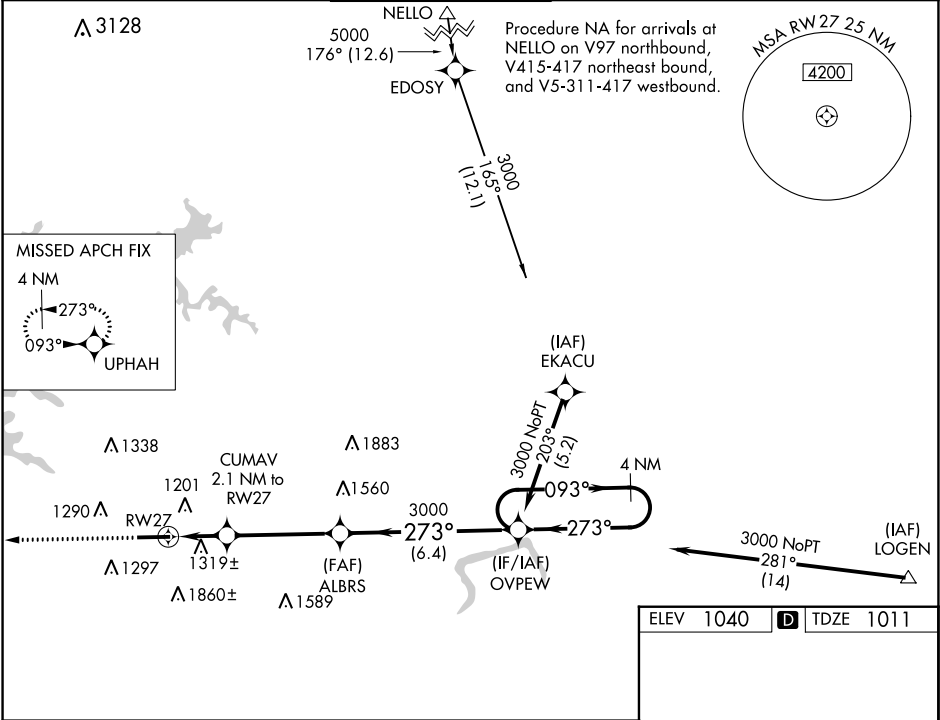 3128
NELLO
5000
176° (12.6)
EDOSY
Procedure NA for arrivals at
NELLO on V97 northbound,
V415-417 northeast bound,
and V5-311-417 westbound.
MSA RW 27 25 NM
4200
3000
165°
(12.1)
MISSED APCH FIX
4 NM
273°
093°
UPHAH
(IAF)
EKACU
3000 NoPT
203°
(5.2)
4 NM
093°
273°
1338
1883
CUMAV
2.1 NM to
RW27
1201
1560
1290
RW27
3000
273°
(6.4)
1319±
1297
1860±
1589
(FAF)
ALBRS
(IF/IAF)
OVPEW
3000 NoPT
281°
(14)
(IAF)
LOGEN
ELEV 1040 D TDZE 1011